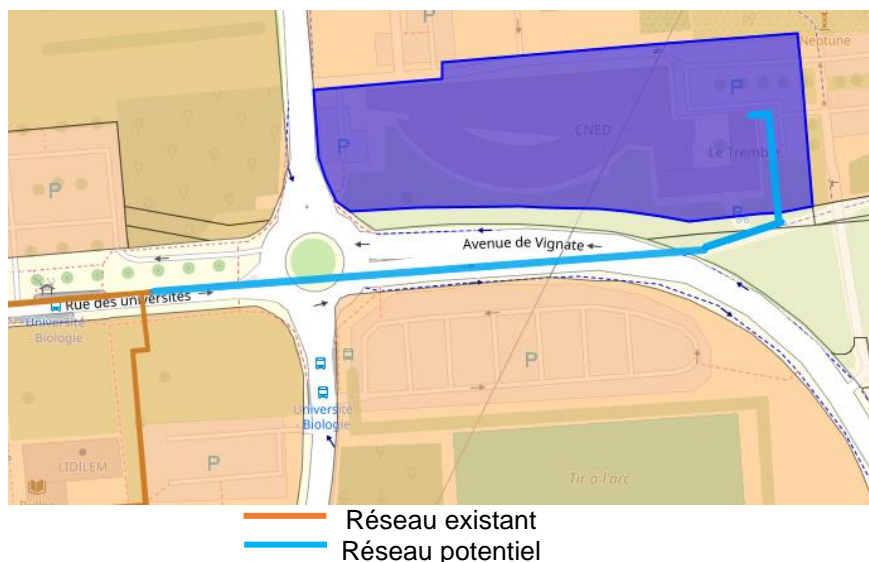 P
Neptune
P
P
CNED
Le Tremble
P
Avenue de Vignate
Rue des universités
Université
- Biologie
P
Université
- Biologie
P
LIDILEM
Tir à l'arc
Réseau existant
Réseau potentiel